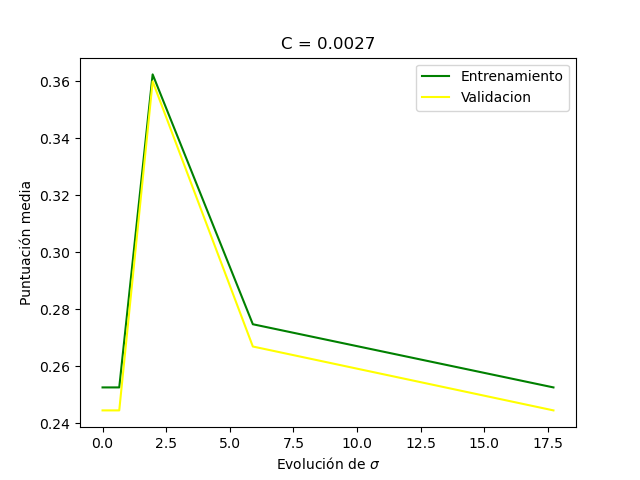 C = 0.0027
Entrenamiento
Validacion
Puntuación media
0.36
0.34
0.32
0.30
0.28
0.26
0.24
0.0 2.5 5.0 7.5 10.0 12.5 15.0 17.5
Evolución de σ